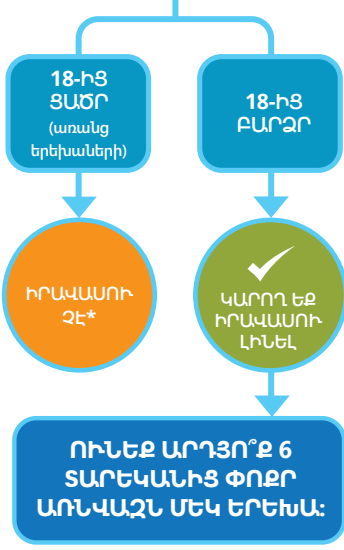 18-ԻՑ
ՑԱԾՐ
(առանց
երեխաների)
18-ԻՑ
ԲԱՐՁՐ
ԻՐԱՎԱՍՈՒ
ՉԷ*
ԿԱՐՈՂ ԵՔ
ԻՐԱՎԱՍՈՒ
ԼԻՆԵԼ
ՈՒՆԵՔ ԱՐԴՅՈ՞Ք 6
ՏԱՐԵԿԱՆԻՑ ՓՈՔՐ
ԱՌՆՎԱԶՆ ՄԵԿ ԵՐԵԽԱ: